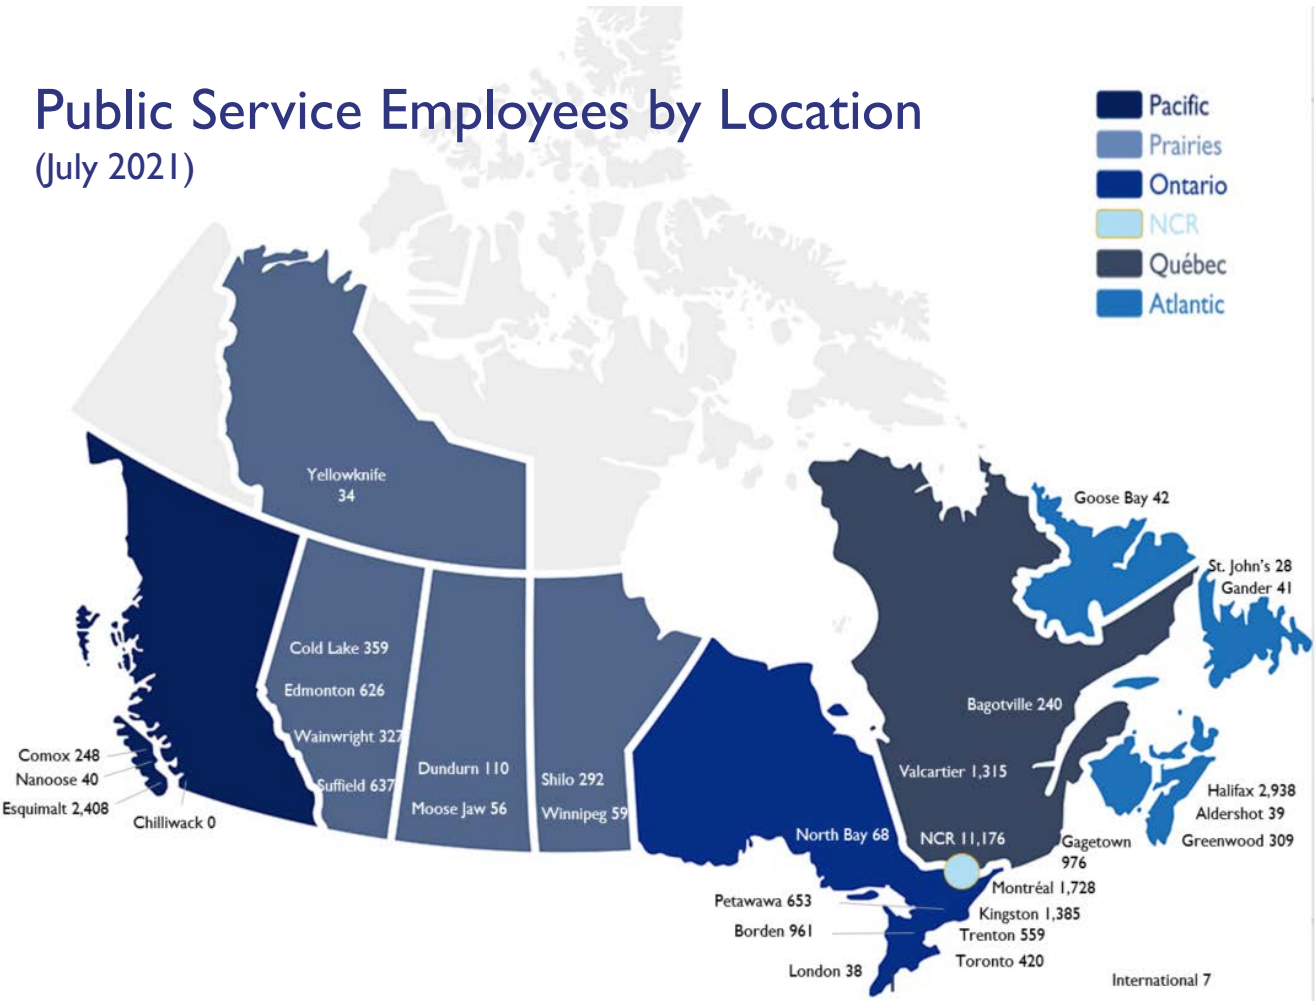 Public Service Employees by Location
(July 2021)
Pacific
Prairies
Ontario
NCR
Québec
Atlantic
Yellowknife
34
Goose Bay 42
St. John's 28
Gander 41
Cold Lake 359
Edmonton 626
Wainwright 327
Suffield 637
Dundurn 110
Moose Jaw 56
Shilo 292
Winnipeg 59
Comox 248
Nanoose 40
Esquimalt 2,408
Chilliwack 0
Bagotville 240
Valcartier 1,315
North Bay 68
NCR 11,176
Halifax 2,938
Aldershot 39
Greenwood 309
Gagetown
976
Montréal 1,728
Kingston 1,385
Trenton 559
Toronto 420
Petawawa 653
Borden 961
London 38
International 7